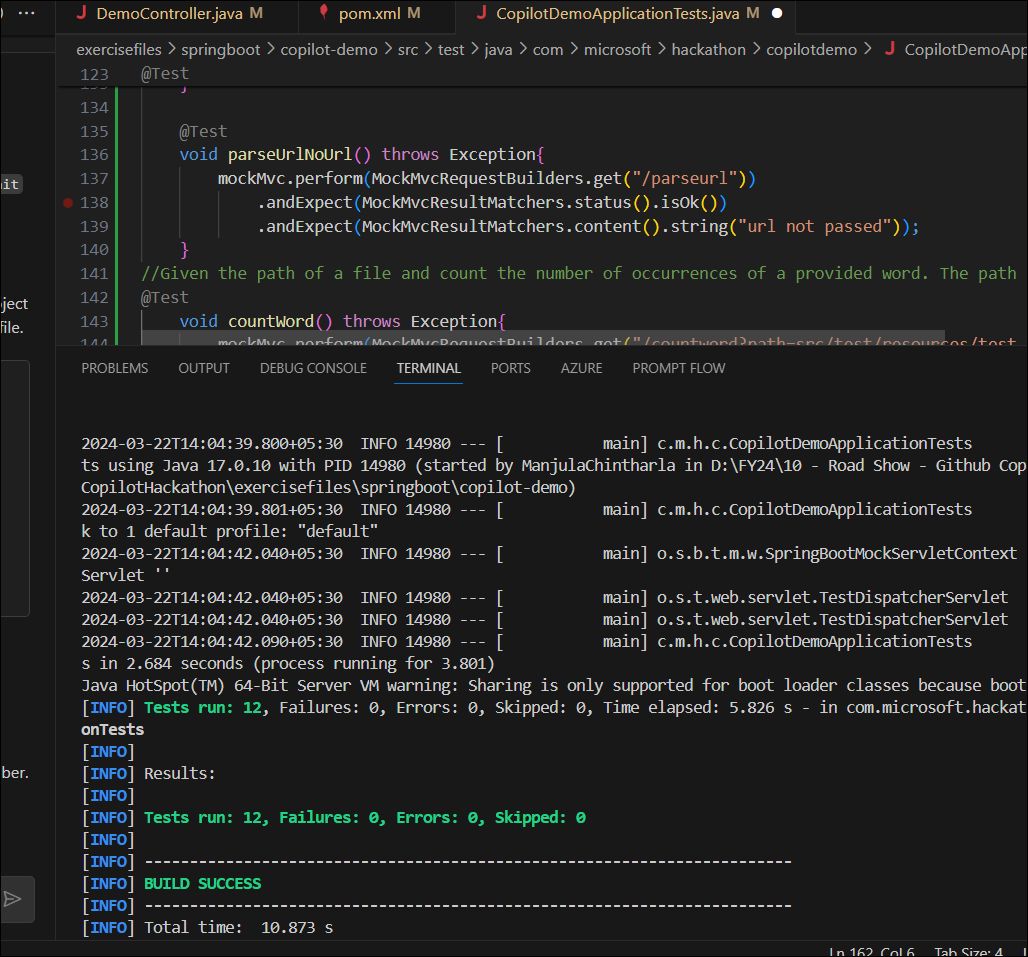 DemoController.java M pom.xml M CopilotDemoApplicationTests.java M
exercisefiles > springboot > copilot-demo > src > test > java > com > microsoft > hackathon > copilotdemo > CopilotDemoApp
123 @Test
134
135 @Test
136 void parseUrlNoUrl() throws Exception{
137 mockMvc.perform(MockMvcRequestBuilders.get("/parseurl"))
138 .andExpect(MockMvcResultMatchers.status().isOk())
139 .andExpect(MockMvcResultMatchers.content().string("url not passed"));
140 }
141 //Given the path of a file and count the number of occurrences of a provided word. The path
142 @Test
143 void countWord() throws Exception{
144 mockMvc.perform(MockMvcRequestBuilders.get("/countword?path=src/test/resources/test
it
ject
file.
ber.
PROBLEMS OUTPUT DEBUG CONSOLE TERMINAL PORTS AZURE PROMPT FLOW
2024-03-22T14:04:39.800+05:30 INFO 14980 --- [ main] c.m.h.c.CopilotDemoApplicationTests
ts using Java 17.0.10 with PID 14980 (started by ManjulaChintharla in D:\FY24\10 - Road Show - Github Cop
CopilotHackathon\exercisefiles\springboot\copilot-demo)
2024-03-22T14:04:39.801+05:30 INFO 14980 --- [ main] c.m.h.c.CopilotDemoApplicationTests
k to 1 default profile: "default"
2024-03-22T14:04:42.040+05:30 INFO 14980 --- [ main] o.s.b.t.m.w.SpringBootMockServletContext
Servlet ''
2024-03-22T14:04:42.040+05:30 INFO 14980 --- [ main] o.s.t.web.servlet.TestDispatcherServlet
2024-03-22T14:04:42.040+05:30 INFO 14980 --- [ main] o.s.t.web.servlet.TestDispatcherServlet
2024-03-22T14:04:42.090+05:30 INFO 14980 --- [ main] c.m.h.c.CopilotDemoApplicationTests
s in 2.684 seconds (process running for 3.801)
Java HotSpot(TM) 64-Bit Server VM warning: Sharing is only supported for boot loader classes because boot
[INFO] Tests run: 12, Failures: 0, Errors: 0, Skipped: 0, Time elapsed: 5.826 s - in com.microsoft.hackat
onTests
[INFO]
[INFO] Results:
[INFO]
[INFO] Tests run: 12, Failures: 0, Errors: 0, Skipped: 0
[INFO]
[INFO] ------------------------------------------------------------------------
[INFO] BUILD SUCCESS
[INFO] ------------------------------------------------------------------------
[INFO] Total time: 10.873 s
Ln 162, Col 6 Tab Size: 4